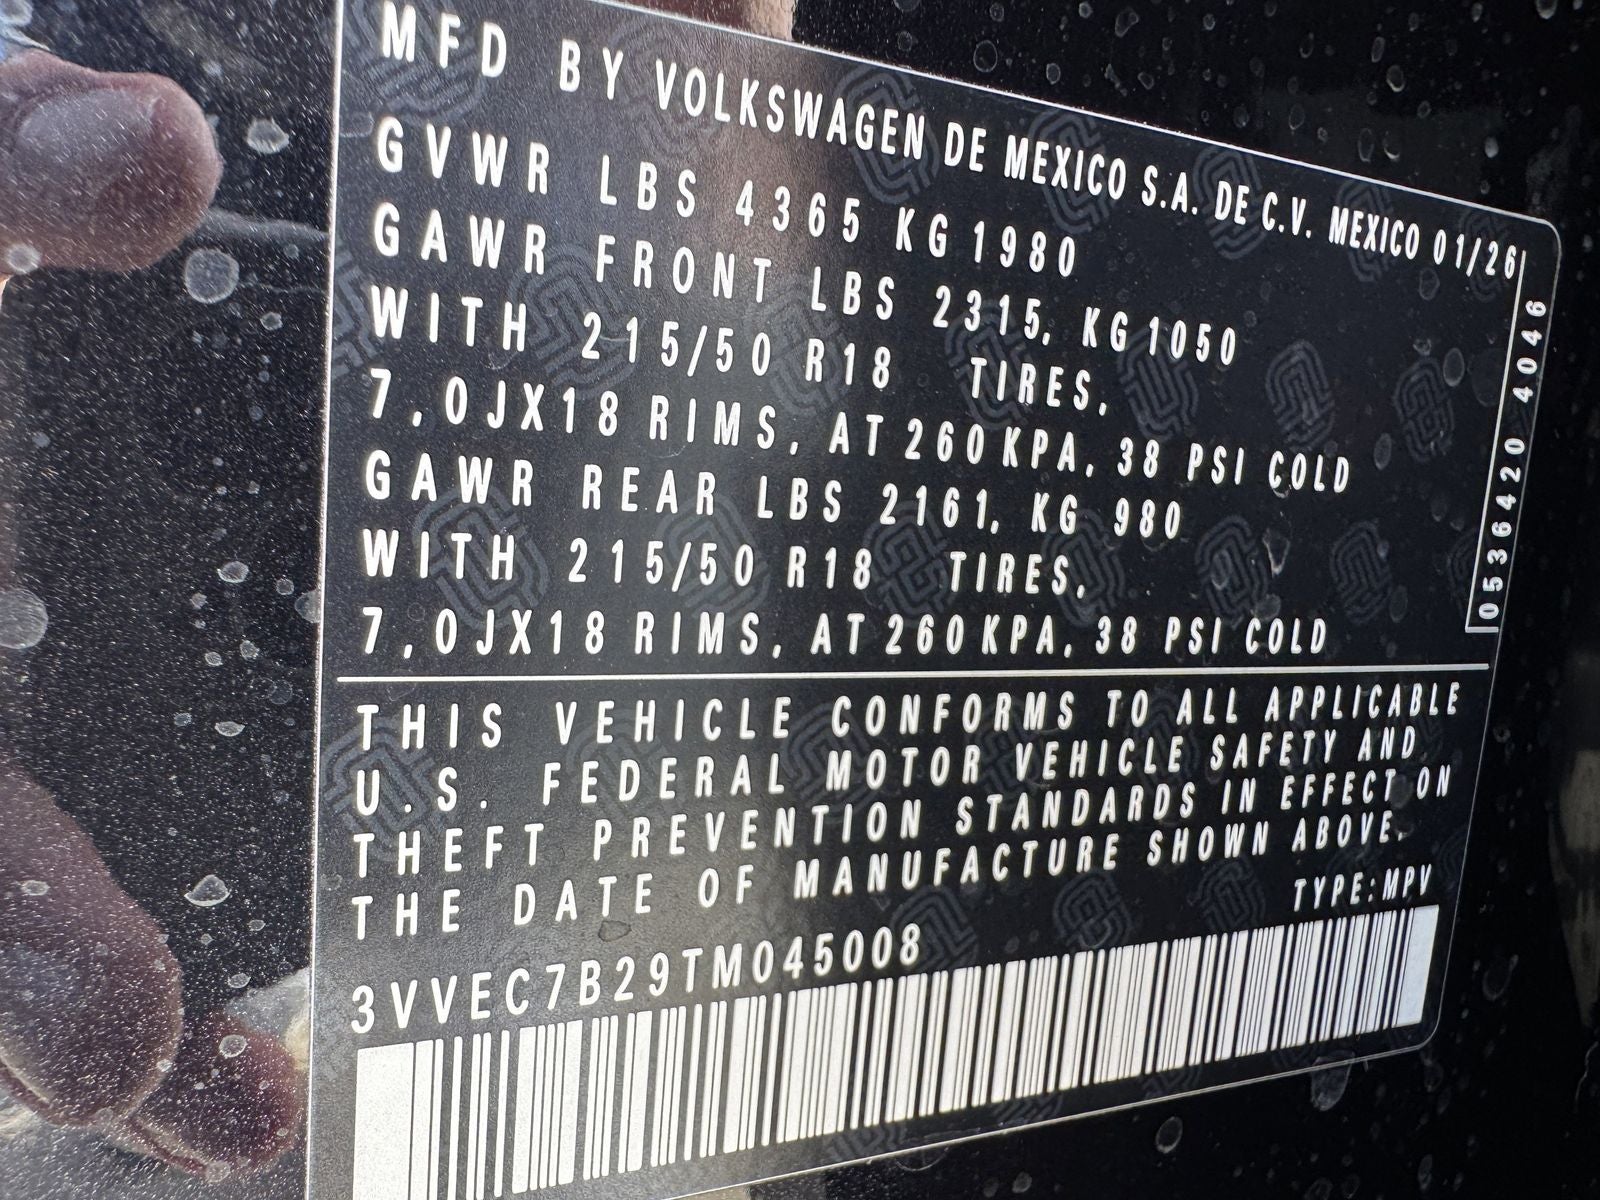 MFD BY VOLKSWAGEN DE MEXICO S.A. DE C.V. MEXICO 01/26
GVWR LBS 4365 KG 1980
GAWR FRONT LBS 2315, KG 1050
WITH 215/50 R18 TIRES,
7,0JX18 RIMS, AT 260 KPA, 38 PSI COLD
GAWR REAR LBS 2161, KG 980
WITH 215/50 R18 TIRES,
7,0JX18 RIMS, AT 260 KPA, 38 PSI COLD
0536420 4046
THIS VEHICLE CONFORMS TO ALL APPLICABLE
U.S. FEDERAL MOTOR VEHICLE SAFETY AND
THEFT PREVENTION STANDARDS IN EFFECT ON
THE DATE OF MANUFACTURE SHOWN ABOVE.
TYPE:MPV
3VVEC7B29TM045008